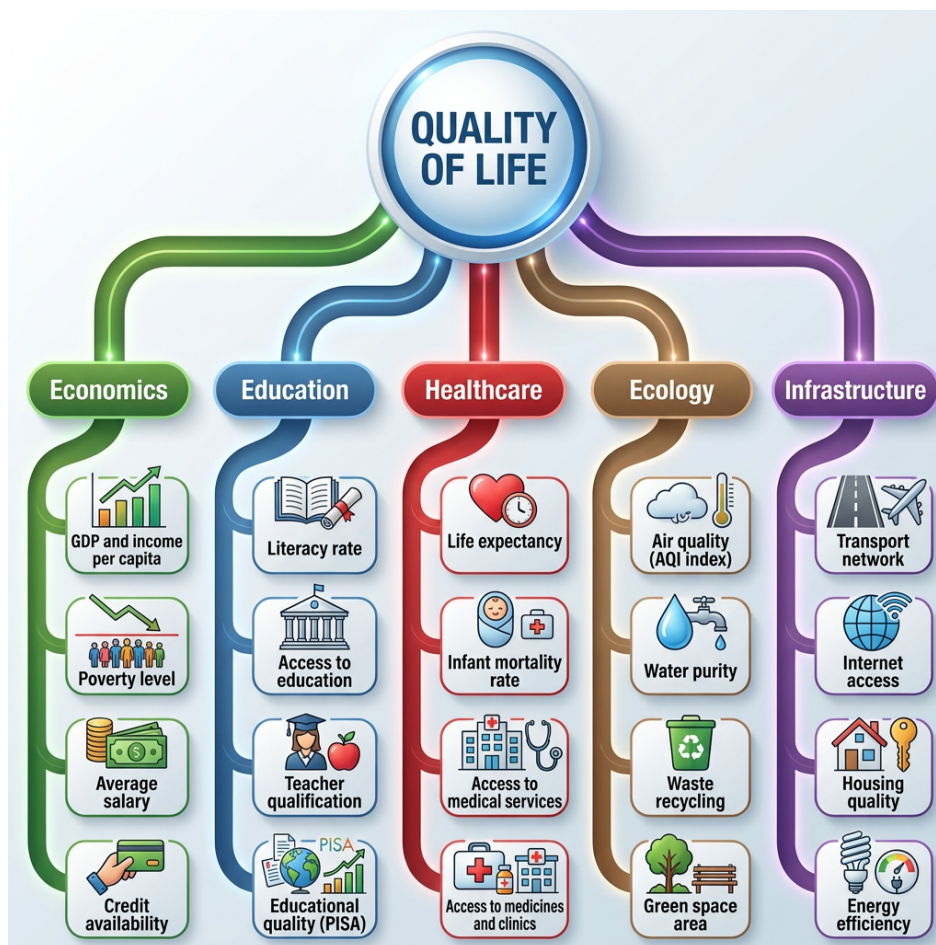 QUALITY
OF LIFE
Economics
Education
Healthcare
Ecology
Infrastructure
GDP and income
per capita
Poverty level
$
Average
salary
Credit
availability
Literacy rate
Access to
education
Teacher
qualification
PISA
Educational
quality (PISA)
Life expectancy
Infant mortality
rate
Access to
medical services
Access to medicines
and clinics
Air quality
(AQI index)
Water purity
Waste
recycling
Green space
area
Transport
network
Internet
access
Housing
quality
Energy
efficiency